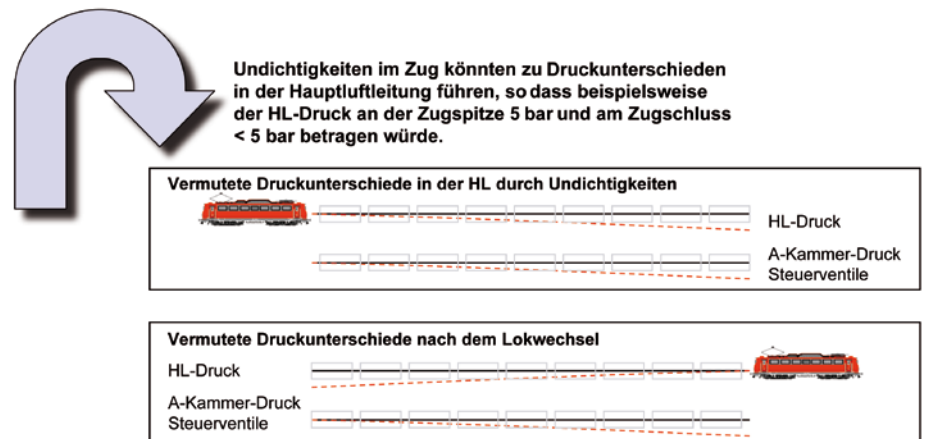 Undichtigkeiten im Zug könnten zu Druckunterschieden
in der Hauptluftleitung führen, so dass beispielsweise
der HL-Druck an der Zugspitze 5 bar und am Zugschluss
< 5 bar betragen würde.
Vermutete Druckunterschiede in der HL durch Undichtigkeiten
HL-Druck
A-Kammer-Druck
Steuerventile
Vermutete Druckunterschiede nach dem Lokwechsel
HL-Druck
A-Kammer-Druck
Steuerventile